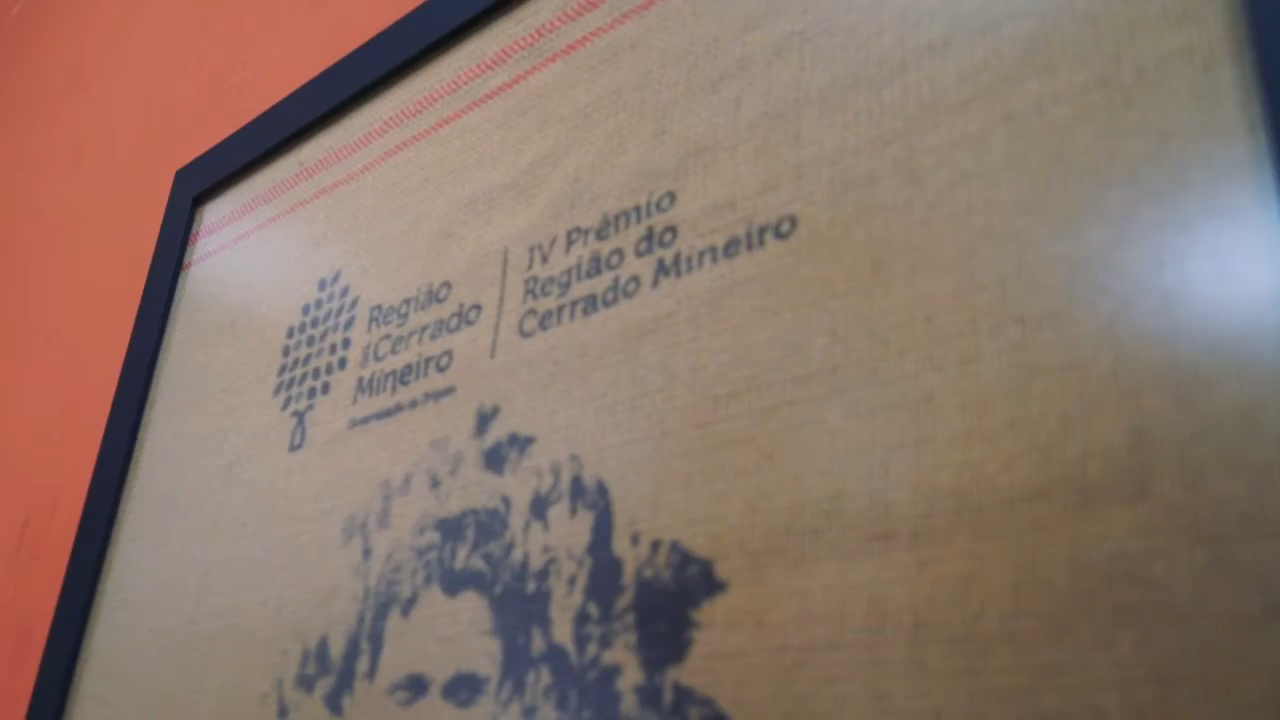 Região
do Cerrado
Mineiro
IV Prêmio
Região do
Cerrado Mineiro